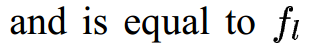 and is equal to $f_l$